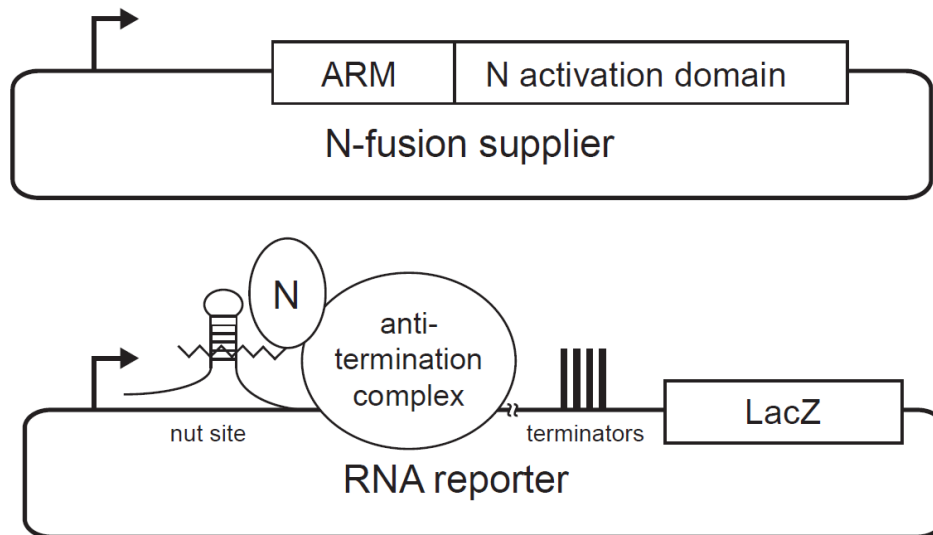 ARM
N activation domain
N-fusion supplier
N
anti-
termination
complex
nut site
terminators
LacZ
RNA reporter